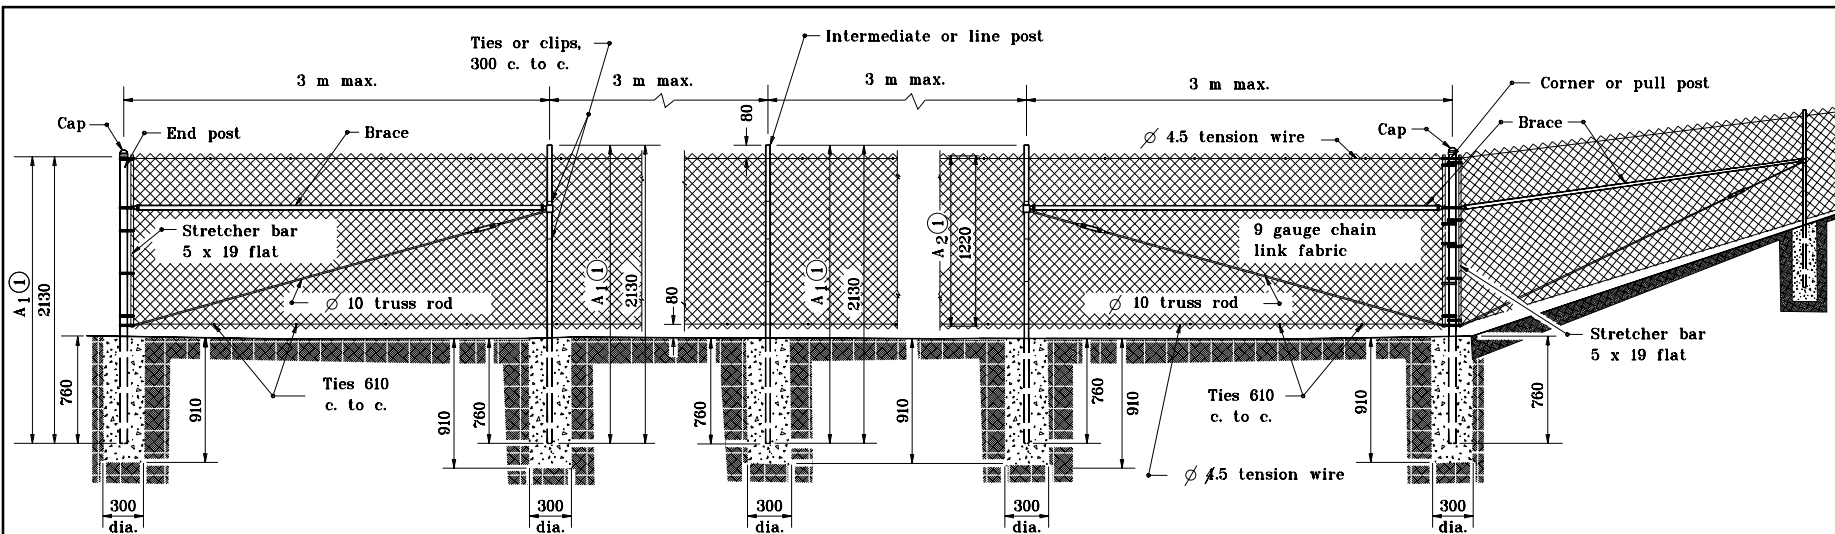 Ties or clips,
300 c. to c.
Intermediate or line post
3 m max.
3 m max.
3 m max.
3 m max.
Corner or pull post
Cap
End post
Brace
80
Ø 4.5 tension wire
Cap
Brace
Stretcher bar
5 x 19 flat
9 gauge chain
link fabric
A1 ①
2130
A1 ①
2130
80
A1 ①
2130
A2 ①
1220
Ø 10 truss rod
Ø 10 truss rod
Stretcher bar
5 x 19 flat
Ties 610
c. to c.
Ties 610
c. to c.
760
910
910
760
760
910
760
910
910
760
Ø 4.5 tension wire
300
dia.
300
dia.
300
dia.
300
dia.
300
dia.